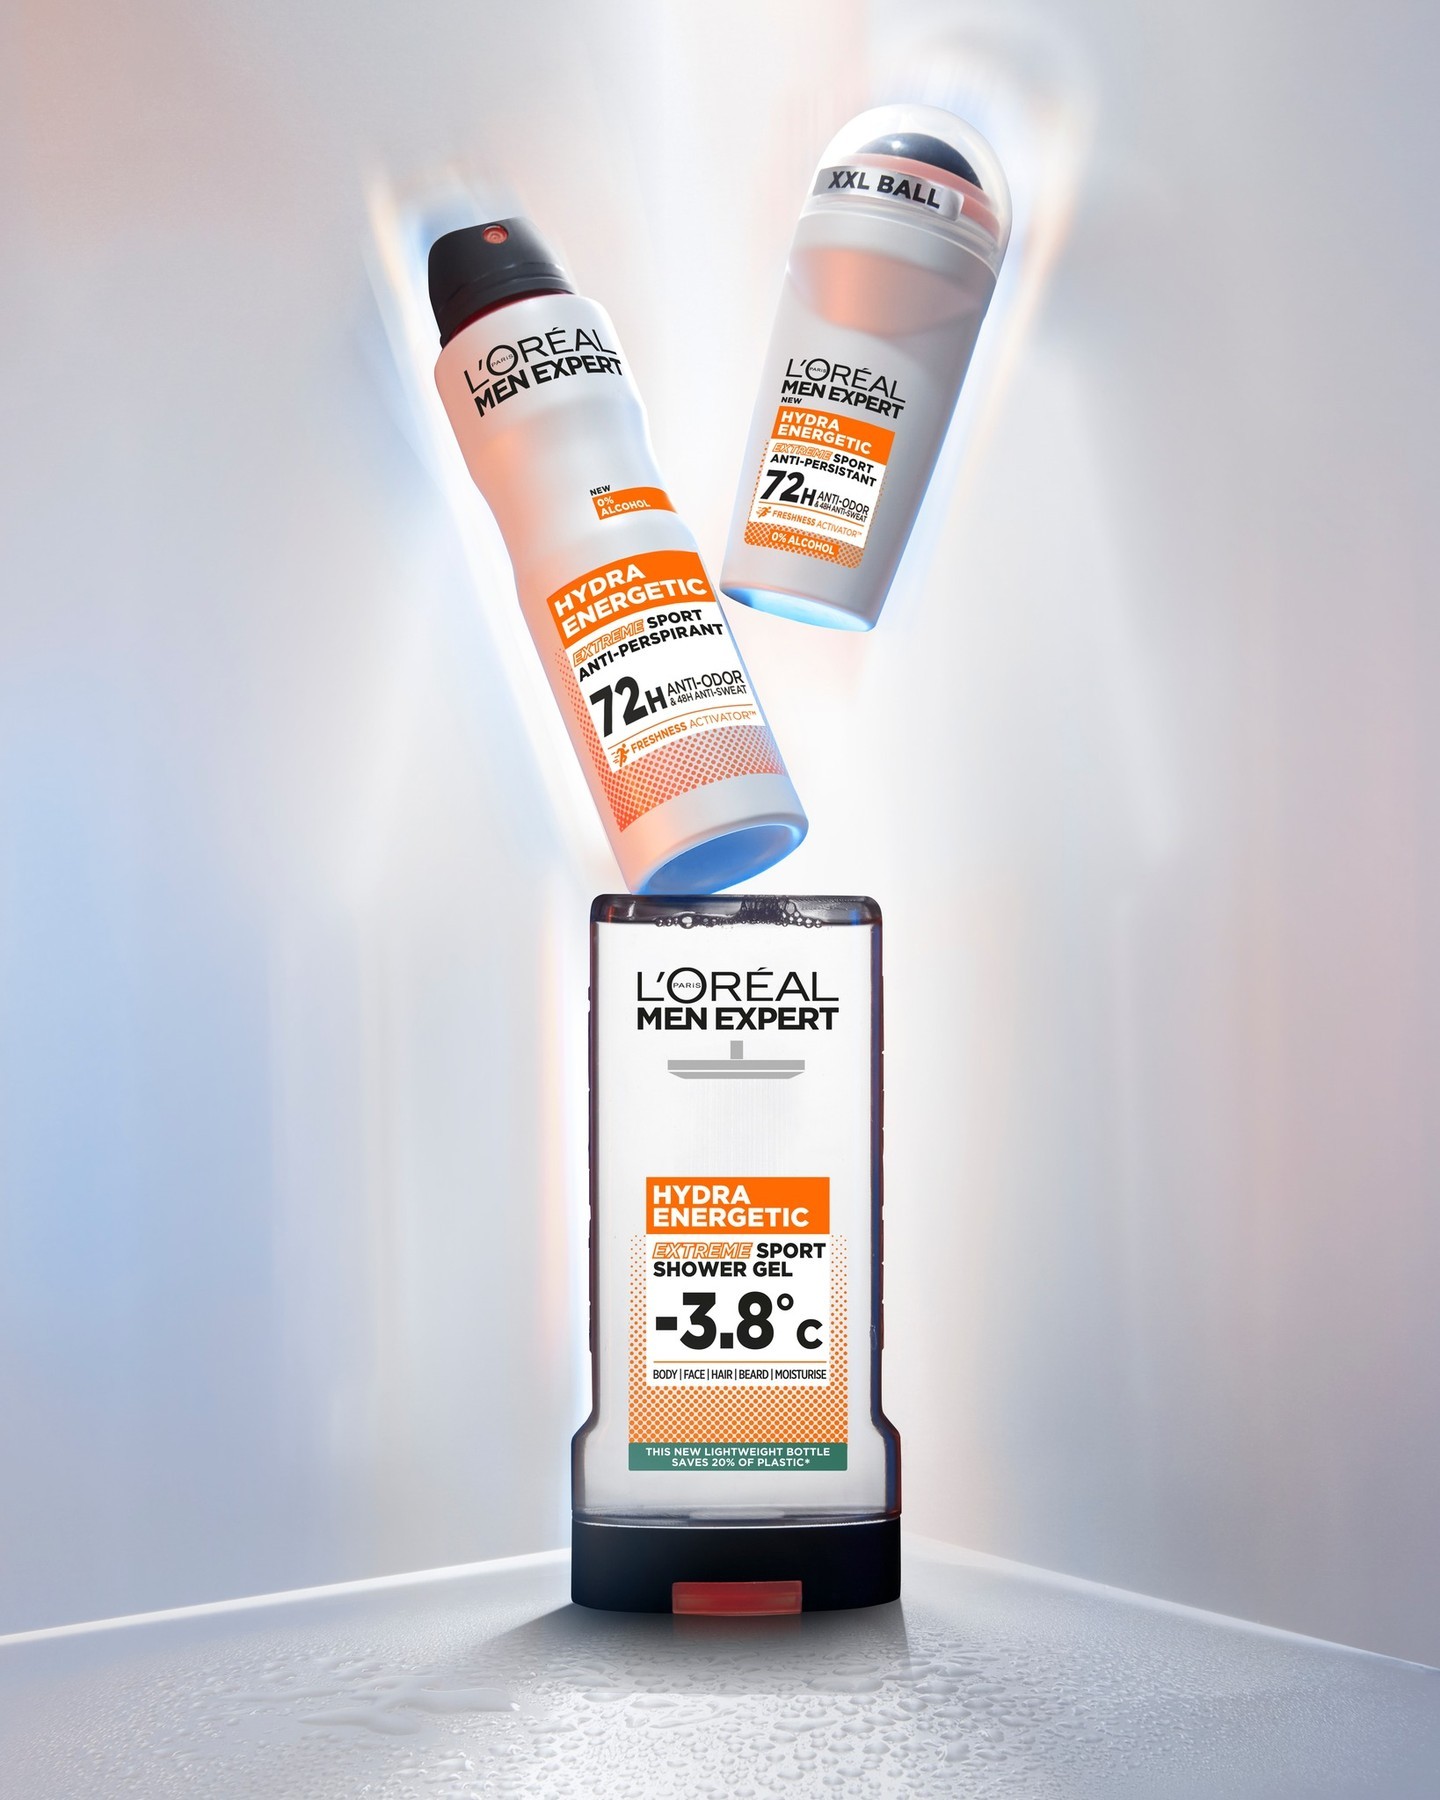 XXL BALL
L'ORÉAL
PARIS
MEN EXPERT
NEW
HYDRA
ENERGETIC
EXTREME SPORT
ANTI-PERSISTANT
72H ANTI-ODOR
& 48H ANTI-SWEAT
FRESHNESS ACTIVATOR™
0% ALCOHOL
L'ORÉAL
PARIS
MEN EXPERT
NEW
0%
ALCOHOL
HYDRA
ENERGETIC
EXTREME SPORT
ANTI-PERSPIRANT
72H ANTI-ODOR
& 48H ANTI-SWEAT
FRESHNESS ACTIVATOR™
L'ORÉAL
PARIS
MEN EXPERT
HYDRA
ENERGETIC
EXTREME SPORT
SHOWER GEL
-3.8°C
BODY | FACE | HAIR | BEARD | MOISTURISE
THIS NEW LIGHTWEIGHT BOTTLE
SAVES 20% OF PLASTIC*